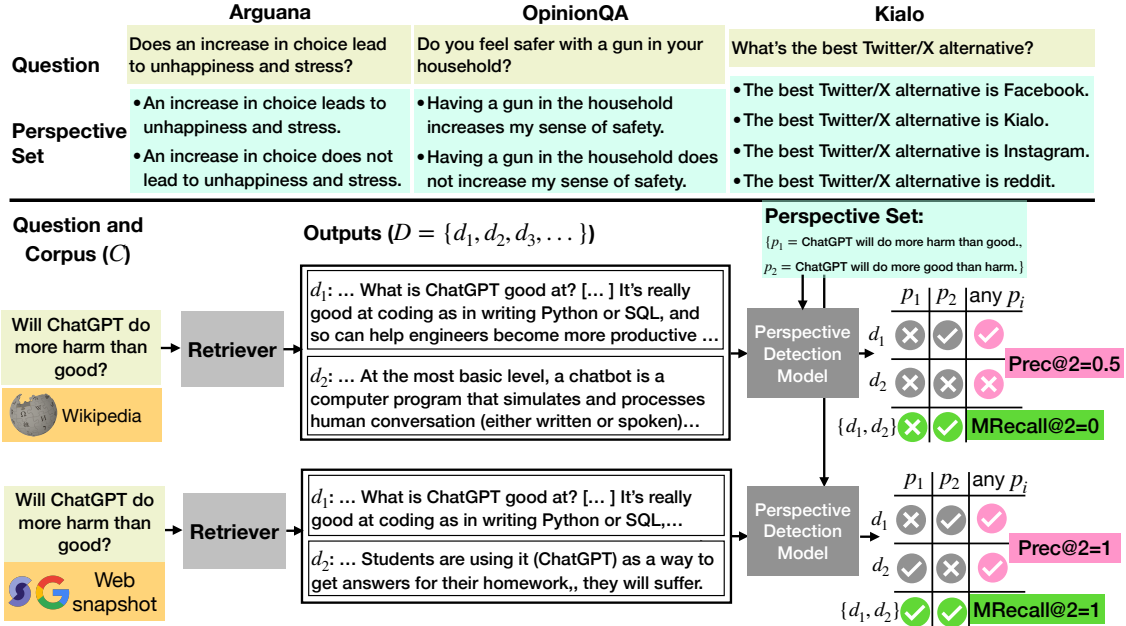 Arguana
OpinionQA
Kialo
Question
Does an increase in choice lead
to unhappiness and stress?
Do you feel safer with a gun in your
household?
What's the best Twitter/X alternative?
Perspective
Set
•An increase in choice leads to
unhappiness and stress.
•An increase in choice does not
lead to unhappiness and stress.
•Having a gun in the household
increases my sense of safety.
•Having a gun in the household does
not increase my sense of safety.
•The best Twitter/X alternative is Facebook.
•The best Twitter/X alternative is Kialo.
•The best Twitter/X alternative is Instagram.
•The best Twitter/X alternative is reddit.
Question and
Corpus (C)
Outputs (D = {d₁, d₂, d₃, . . . })
Perspective Set:
{p₁ = ChatGPT will do more harm than good.,
p₂ = ChatGPT will do more good than harm.}
Will ChatGPT do
more harm than
good?
Wikipedia
Retriever
d₁: … What is ChatGPT good at? [… ] It's really
good at coding as in writing Python or SQL, and
so can help engineers become more productive …
d₂: … At the most basic level, a chatbot is a
computer program that simulates and processes
human conversation (either written or spoken)…
Perspective
Detection
Model
p₁ p₂ any pᵢ
d₁
d₂
{d₁, d₂}
Prec@2=0.5
MRecall@2=0
Will ChatGPT do
more harm than
good?
Web
snapshot
Retriever
d₁: … What is ChatGPT good at? [… ] It's really
good at coding as in writing Python or SQL,…
d₂: … Students are using it (ChatGPT) as a way to
get answers for their homework,, they will suffer.
Perspective
Detection
Model
p₁ p₂ any pᵢ
d₁
d₂
{d₁, d₂}
Prec@2=1
MRecall@2=1